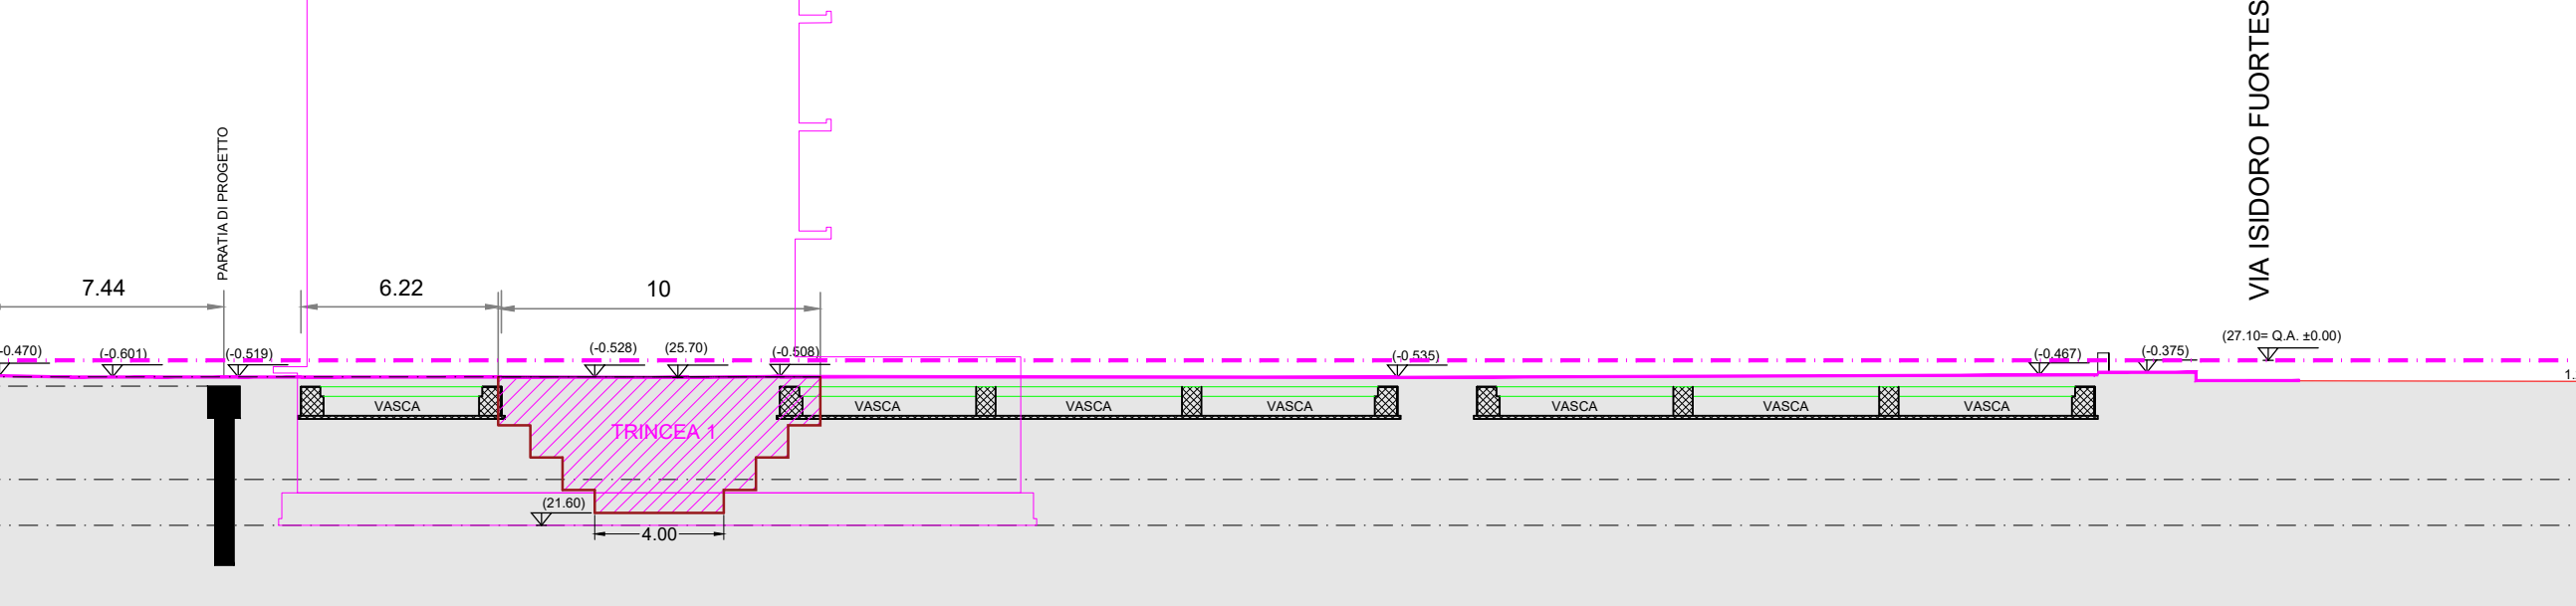 VIA ISIDORO FUORTES
PARATIA DI PROGETTO
7.44
6.22
10
(27.10= Q.A. ±0.00)
-0.470)
(-0.601)
(-0.519)
(-0.528)
(25.70)
(-0.508)
(-0.535)
(-0.467)
(-0.375)
1.
VASCA
VASCA
VASCA
VASCA
VASCA
VASCA
VASCA
TRINCEA 1
(21.60)
4.00